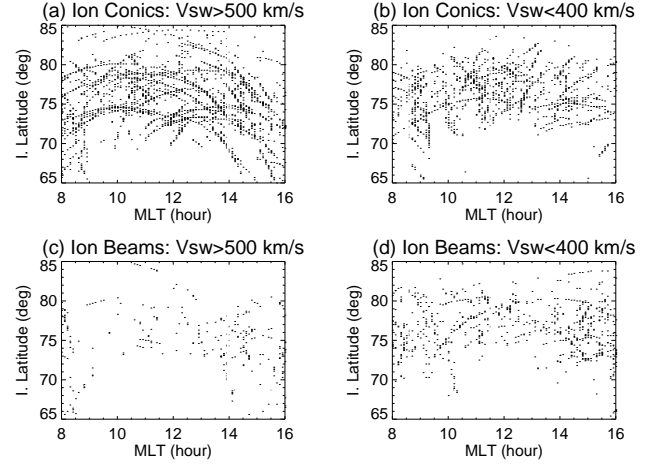 (a) Ion Conics: Vsw>500 km/s
85
80
75
70
65
I. Latitude (deg)
8 10 12 14 16
MLT (hour)
(b) Ion Conics: Vsw<400 km/s
85
80
75
70
65
I. Latitude (deg)
8 10 12 14 16
MLT (hour)
(c) Ion Beams: Vsw>500 km/s
85
80
75
70
65
I. Latitude (deg)
8 10 12 14 16
MLT (hour)
(d) Ion Beams: Vsw<400 km/s
85
80
75
70
65
I. Latitude (deg)
8 10 12 14 16
MLT (hour)